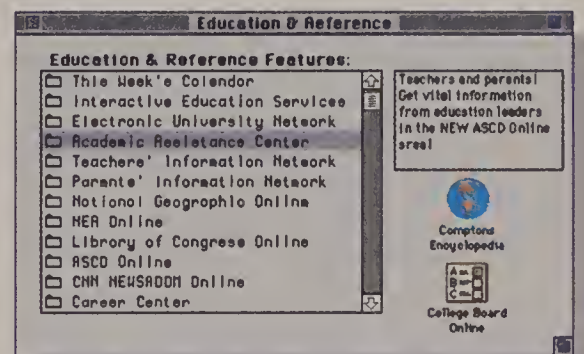 Education & Reference
Education & Reference Features:
This Week's Calendar
Interactive Education Services
Electronic University Network
Academic Assistance Center
Teachers' Information Network
Parents' Information Network
National Geographic Online
NEA Online
Library of Congress Online
ASCD Online
CNN NEWSROOM Online
Career Center
Teachers and parents!
Get vital information
from education leaders
in the NEW ASCD Online
area!
Comptons
Encyclopedia
A
B
C
College Board
Online